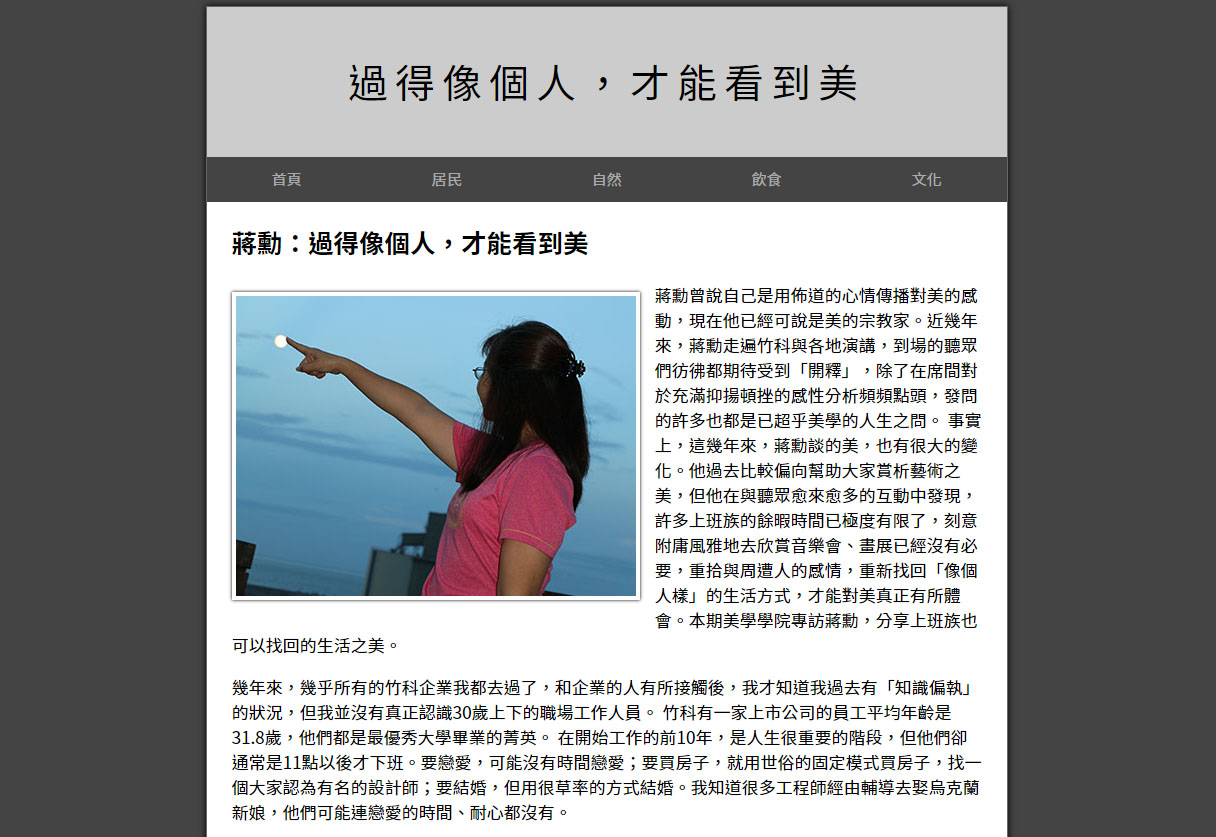 過得像個人，才能看到美
首頁 居民 自然 飲食 文化
蔣勳：過得像個人，才能看到美
蔣勳曾說自己是用佈道的心情傳播對美的感
動，現在他已經可說是美的宗教家。近幾年
來，蔣勳走遍竹科與各地演講，到場的聽眾
們彷彿都期待受到「開釋」，除了在席間對
於充滿抑揚頓挫的感性分析頻頻點頭，發問
的許多也都是已超乎美學的人生之問。 事實
上，這幾年來，蔣勳談的美，也有很大的變
化。他過去比較偏向幫助大家賞析藝術之
美，但他在與聽眾愈來愈多的互動中發現，
許多上班族的餘暇時間已極度有限了，刻意
附庸風雅地去欣賞音樂會、畫展已經沒有必
要，重拾與周遭人的感情，重新找回「像個
人樣」的生活方式，才能對美真正有所體
會。本期美學學院專訪蔣勳，分享上班族也
可以找回的生活之美。
幾年來，幾乎所有的竹科企業我都去過了，和企業的人有所接觸後，我才知道我過去有「知識偏執」
的狀況，但我並沒有真正認識30歲上下的職場工作人員。 竹科有一家上市公司的員工平均年齡是
31.8歲，他們都是最優秀大學畢業的菁英。 在開始工作的前10年，是人生很重要的階段，但他們卻
通常是11點以後才下班。要戀愛，可能沒有時間戀愛；要買房子，就用世俗的固定模式買房子，找一
個大家認為有名的設計師；要結婚，但用很草率的方式結婚。我知道很多工程師經由輔導去娶烏克蘭
新娘，他們可能連戀愛的時間、耐心都沒有。